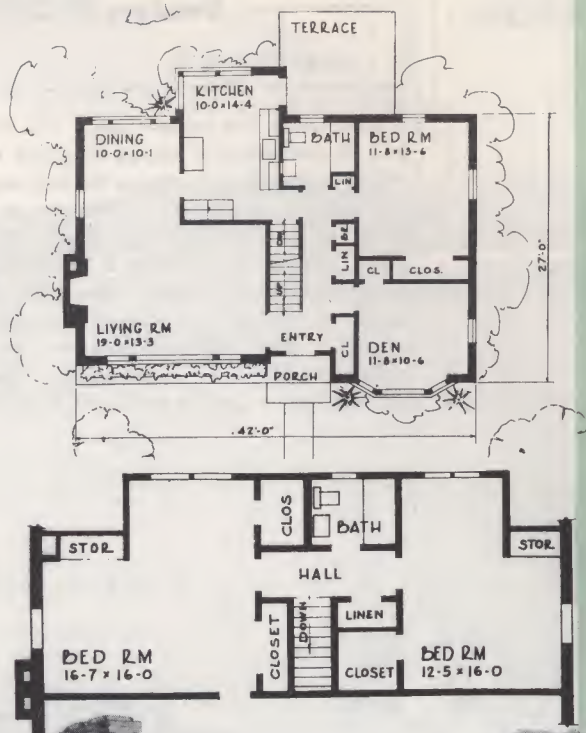 TERRACE
KITCHEN
10-0×14-4
DINING
10-0×10-1
BATH
BED RM
11-8×13-6
LIN
BR
LIN
DN
UP
CL
CLOS.
27'-0"
LIVING RM
19-0×13-3
ENTRY
CL
DEN
11-8×10-6
PORCH
42'-0"
STOR
CLOS
BATH
STOR
HALL
DOWN
LINEN
CLOSET
CLOSET
BED RM
16-7×16-0
BED RM
12-5×16-0